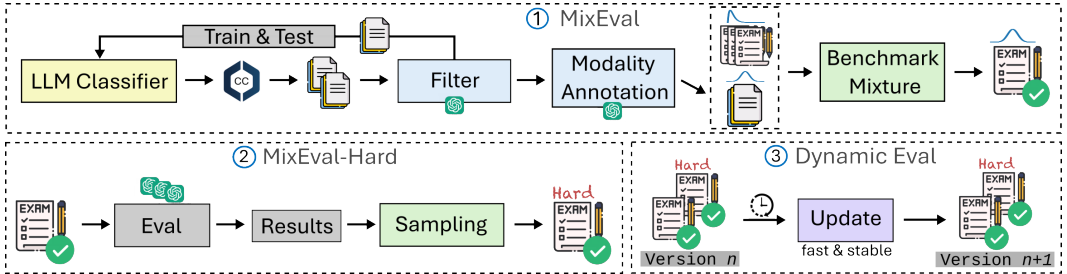 ① MixEval
Train & Test
LLM Classifier
CC
Filter
Modality
Annotation
EXAM
Benchmark
Mixture
EXAM
② MixEval-Hard
EXAM
Eval
Results
Sampling
Hard
EXAM
③ Dynamic Eval
Hard
EXAM
EXAM
Version n
Update
fast & stable
Hard
EXAM
EXAM
Version n+1